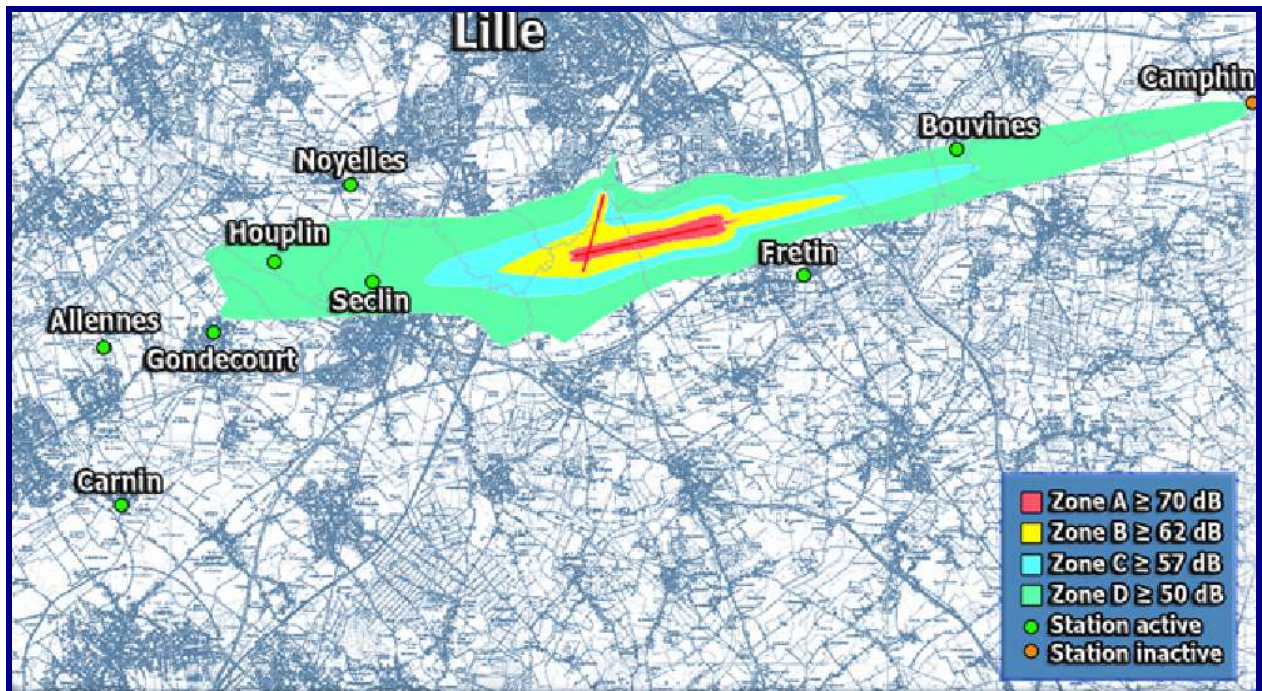 Lille
Camphin
Bouvines
Noyelles
Houplin
Fretin
Seclin
Allennes
Gondecourt
Carnin
Zone A ≥ 70 dB
Zone B ≥ 62 dB
Zone C ≥ 57 dB
Zone D ≥ 50 dB
Station active
Station inactive